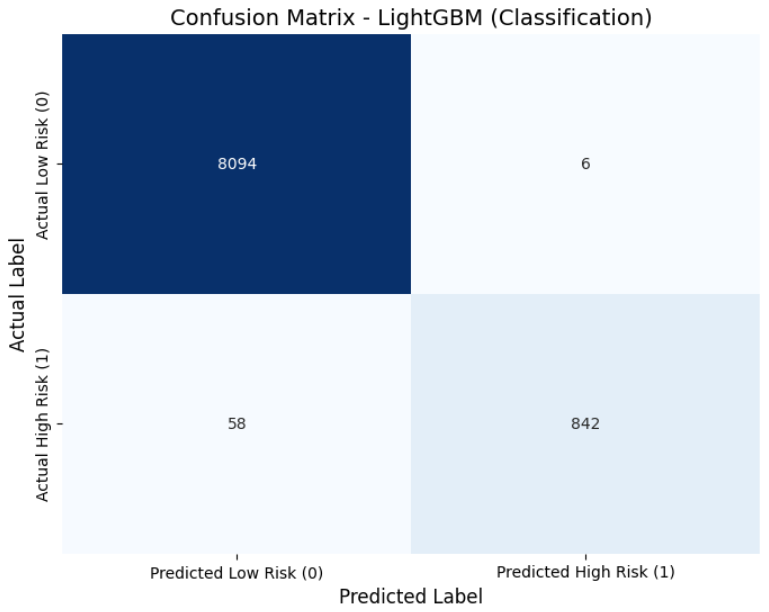 Confusion Matrix - LightGBM (Classification)
Actual Label
Actual Low Risk (0)
8094
6
Actual High Risk (1)
58
842
Predicted Low Risk (0)
Predicted High Risk (1)
Predicted Label